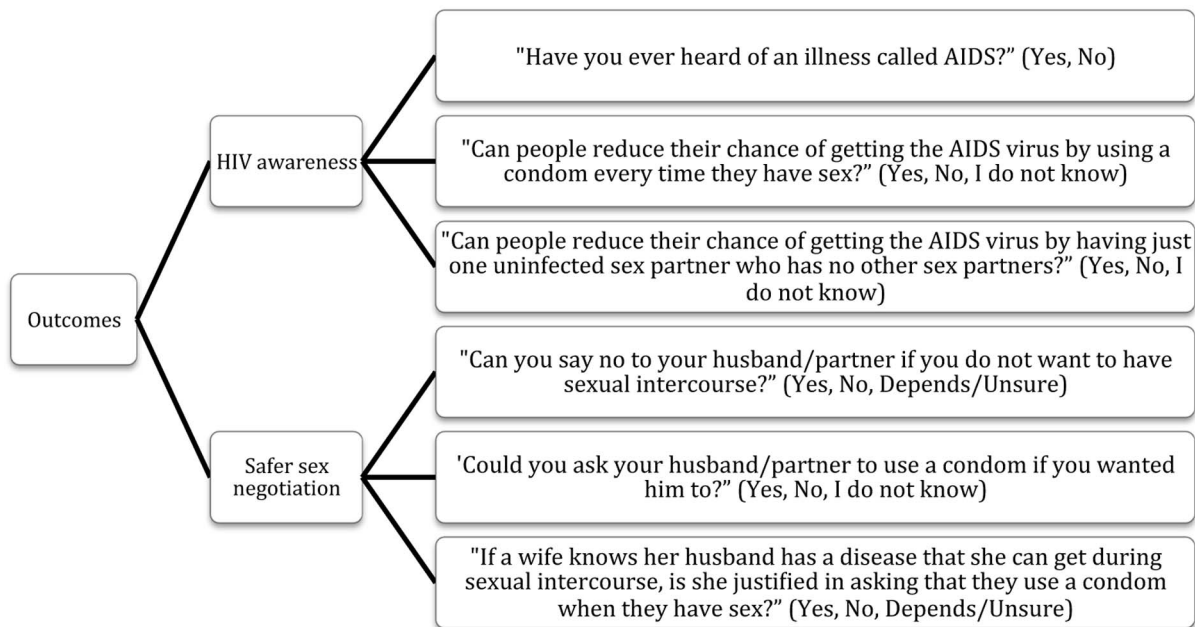 "Have you ever heard of an illness called AIDS?” (Yes, No)
HIV awareness
"Can people reduce their chance of getting the AIDS virus by using a
condom every time they have sex?” (Yes, No, I do not know)
"Can people reduce their chance of getting the AIDS virus by having just
one uninfected sex partner who has no other sex partners?” (Yes, No, I
do not know)
Outcomes
"Can you say no to your husband/partner if you do not want to have
sexual intercourse?” (Yes, No, Depends/Unsure)
Safer sex
negotiation
'Could you ask your husband/partner to use a condom if you wanted
him to?” (Yes, No, I do not know)
"If a wife knows her husband has a disease that she can get during
sexual intercourse, is she justified in asking that they use a condom
when they have sex?” (Yes, No, Depends/Unsure)